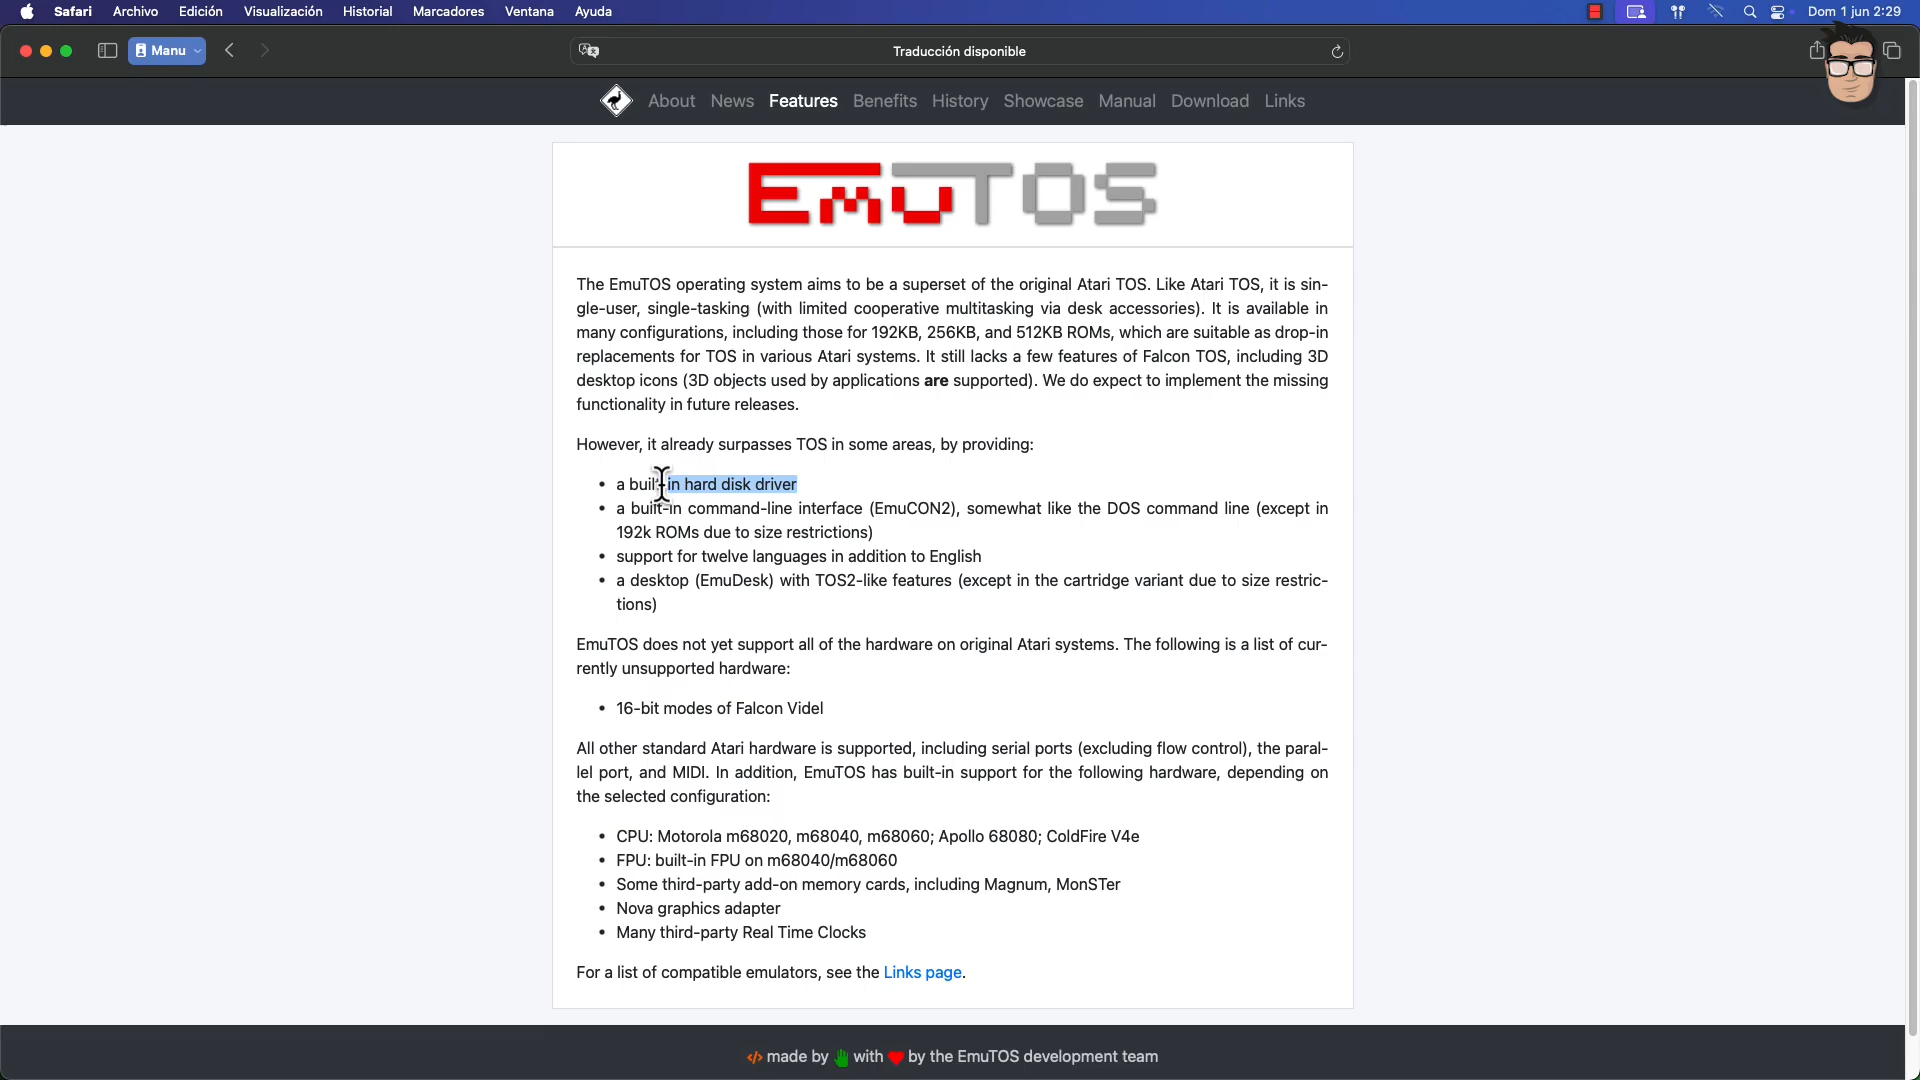 Safari Archivo Edición Visualización Historial Marcadores Ventana Ayuda Dom 1 jun 2:29
Manu Traducción disponible
About News Features Benefits History Showcase Manual Download Links
EmuTOS
The EmuTOS operating system aims to be a superset of the original Atari TOS. Like Atari TOS, it is sin-
gle-user, single-tasking (with limited cooperative multitasking via desk accessories). It is available in
many configurations, including those for 192KB, 256KB, and 512KB ROMs, which are suitable as drop-in
replacements for TOS in various Atari systems. It still lacks a few features of Falcon TOS, including 3D
desktop icons (3D objects used by applications are supported). We do expect to implement the missing
functionality in future releases.
However, it already surpasses TOS in some areas, by providing:
• a built-in hard disk driver
• a built-in command-line interface (EmuCON2), somewhat like the DOS command line (except in
192k ROMs due to size restrictions)
• support for twelve languages in addition to English
• a desktop (EmuDesk) with TOS2-like features (except in the cartridge variant due to size restric-
tions)
EmuTOS does not yet support all of the hardware on original Atari systems. The following is a list of cur-
rently unsupported hardware:
• 16-bit modes of Falcon Videl
All other standard Atari hardware is supported, including serial ports (excluding flow control), the paral-
lel port, and MIDI. In addition, EmuTOS has built-in support for the following hardware, depending on
the selected configuration:
• CPU: Motorola m68020, m68040, m68060; Apollo 68080; ColdFire V4e
• FPU: built-in FPU on m68040/m68060
• Some third-party add-on memory cards, including Magnum, MonSTer
• Nova graphics adapter
• Many third-party Real Time Clocks
For a list of compatible emulators, see the Links page.
</> made by with by the EmuTOS development team